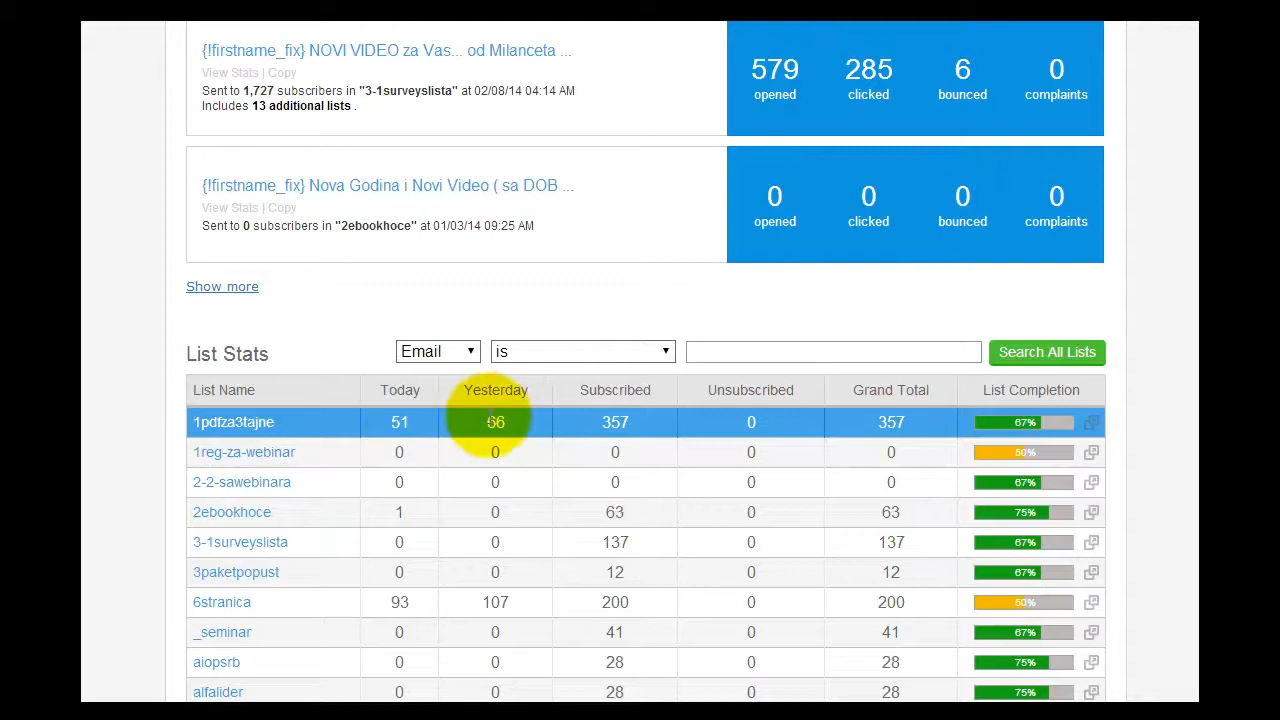 {!firstname_fix} NOVI VIDEO za Vas... od Milanceta ...
View Stats | Copy
Sent to 1,727 subscribers in "3-1surveyslista" at 02/08/14 04:14 AM
Includes 13 additional lists .
579 285 6 0
opened clicked bounced complaints
{!firstname_fix} Nova Godina i Novi Video ( sa DOB ...
View Stats | Copy
Sent to 0 subscribers in "2ebookhoce" at 01/03/14 09:25 AM
0 0 0 0
opened clicked bounced complaints
Show more
List Stats Email is Search All Lists
List Name Today Yesterday Subscribed Unsubscribed Grand Total List Completion
1pdfza3tajne 51 66 357 0 357 67%
1reg-za-webinar 0 0 0 0 0 50%
2-2-sawebinara 0 0 0 0 0 67%
2ebookhoce 1 0 63 0 63 75%
3-1surveyslista 0 0 137 0 137 67%
3paketpopust 0 0 12 0 12 67%
6stranica 93 107 200 0 200 50%
_seminar 0 0 41 0 41 67%
aiopsrb 0 0 28 0 28 75%
alfalider 0 0 28 0 28 75%